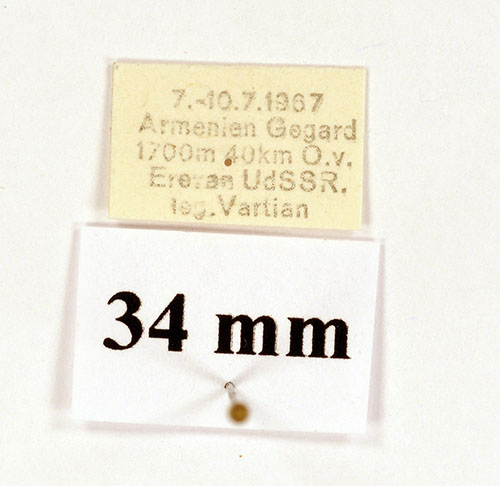 7.-10.7.1967
Armenien Gegard
1700m 40km O.v.
Erevan UdSSR.
leg. Vartian
34 mm